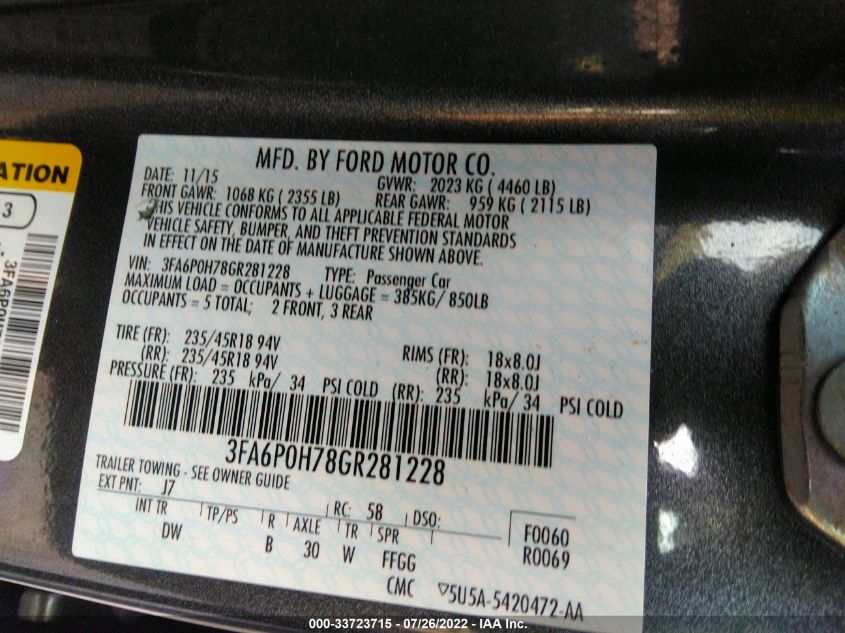 MFD. BY FORD MOTOR CO.
DATE: 11/15 GVWR: 2023 KG ( 4460 LB)
FRONT GAWR: 1068 KG ( 2355 LB) REAR GAWR: 959 KG ( 2115 LB)
THIS VEHICLE CONFORMS TO ALL APPLICABLE FEDERAL MOTOR
VEHICLE SAFETY, BUMPER, AND THEFT PREVENTION STANDARDS
IN EFFECT ON THE DATE OF MANUFACTURE SHOWN ABOVE.
VIN: 3FA6P0H78GR281228 TYPE: Passenger Car
MAXIMUM LOAD = OCCUPANTS + LUGGAGE = 385KG/ 850LB
OCCUPANTS = 5 TOTAL; 2 FRONT, 3 REAR
TIRE (FR): 235/45R18 94V RIMS (FR): 18x8.0J
(RR): 235/45R18 94V (RR): 18x8.0J
PRESSURE (FR): 235 kPa/ 34 PSI COLD (RR): 235 kPa/ 34 PSI COLD
3FA6P0H78GR281228
TRAILER TOWING - SEE OWNER GUIDE
EXT PNT: J7 RC: 58 DSO: F0060
INT TR TP/PS R AXLE TR SPR R0069
DW B 30 W FFGG
CMC ▽5U5A-5420472-AA
ATION
3
3FA6P0H7
000-33723715 - 07/26/2022 - IAA Inc.